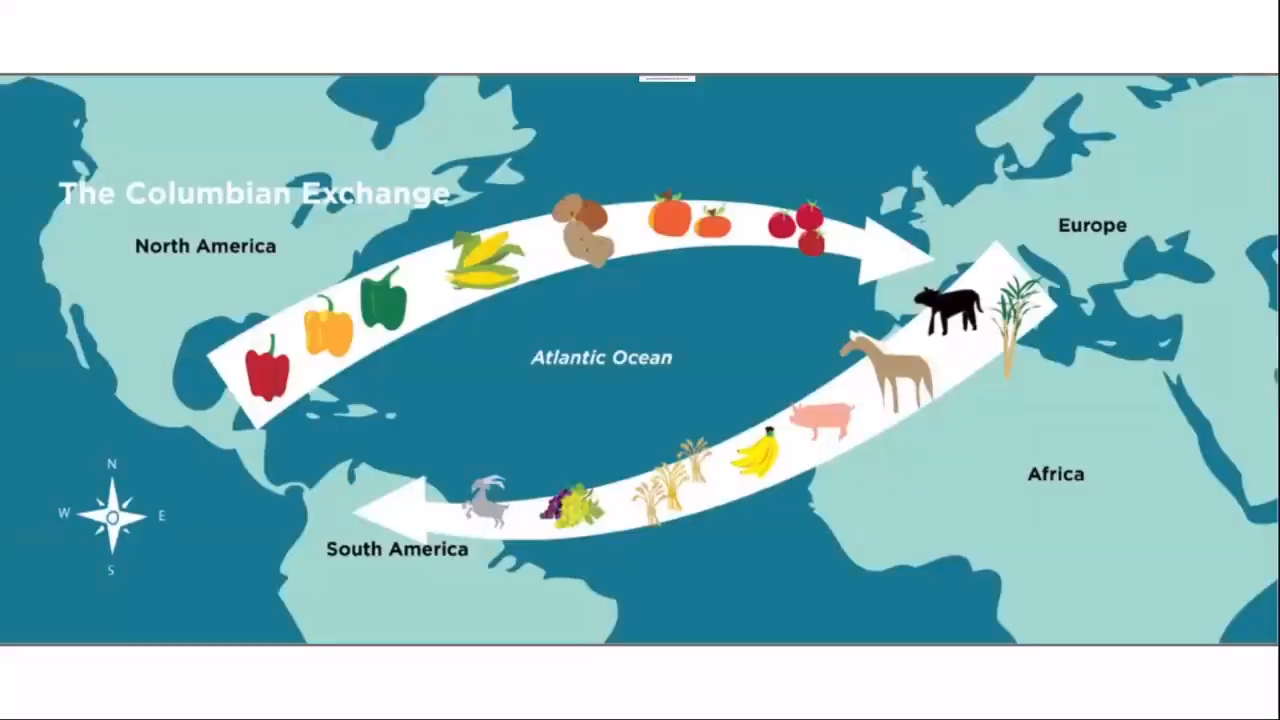 The Columbian Exchange
North America
Europe
Atlantic Ocean
Africa
South America
N
W
E
S